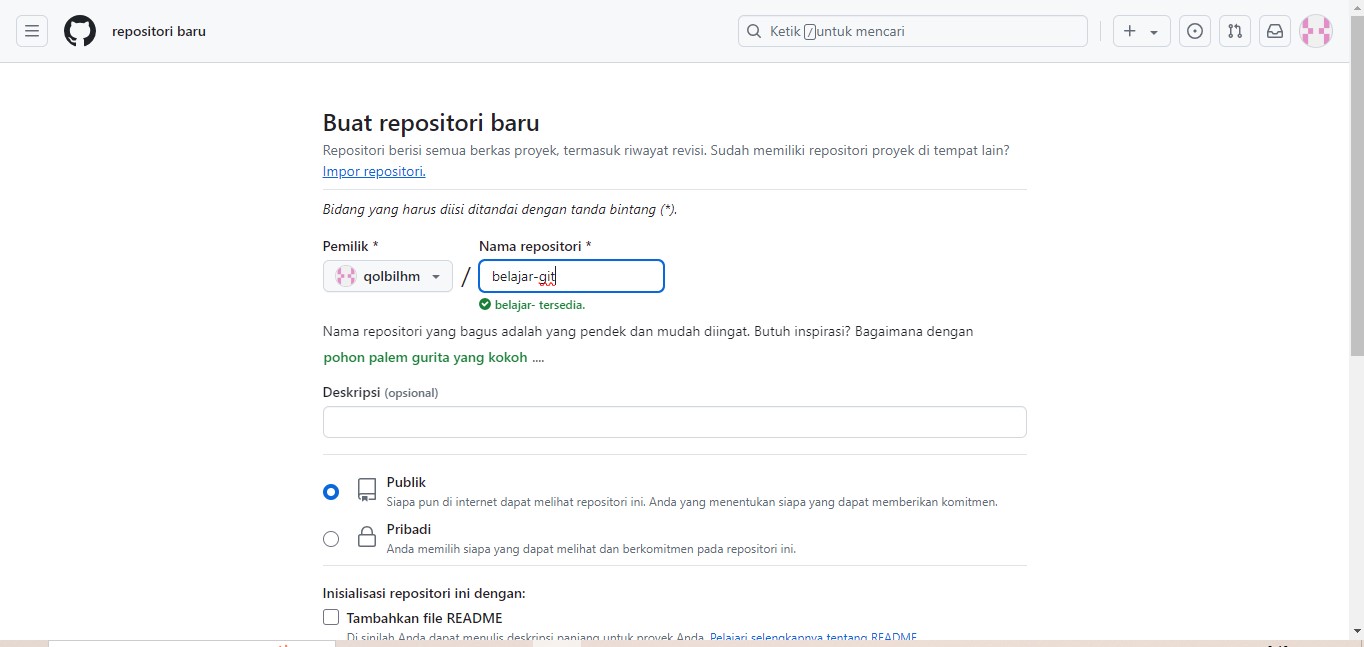 repositori baru
Ketik / untuk mencari
Buat repositori baru
Repositori berisi semua berkas proyek, termasuk riwayat revisi. Sudah memiliki repositori proyek di tempat lain?
Impor repositori.
Bidang yang harus diisi ditandai dengan tanda bintang (*).
Pemilik * Nama repositori *
qolbilhm / belajar-git
belajar- tersedia.
Nama repositori yang bagus adalah yang pendek dan mudah diingat. Butuh inspirasi? Bagaimana dengan
pohon palem gurita yang kokoh ....
Deskripsi (opsional)
Publik
Siapa pun di internet dapat melihat repositori ini. Anda yang menentukan siapa yang dapat memberikan komitmen.
Pribadi
Anda memilih siapa yang dapat melihat dan berkomitmen pada repositori ini.
Inisialisasi repositori ini dengan:
Tambahkan file README
Di sinilah Anda dapat menulis deskripsi panjang untuk proyek Anda. Pelajari selengkapnya tentang README.